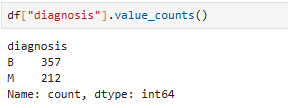 df["diagnosis"].value_counts()
diagnosis
B    357
M    212
Name: count, dtype: int64